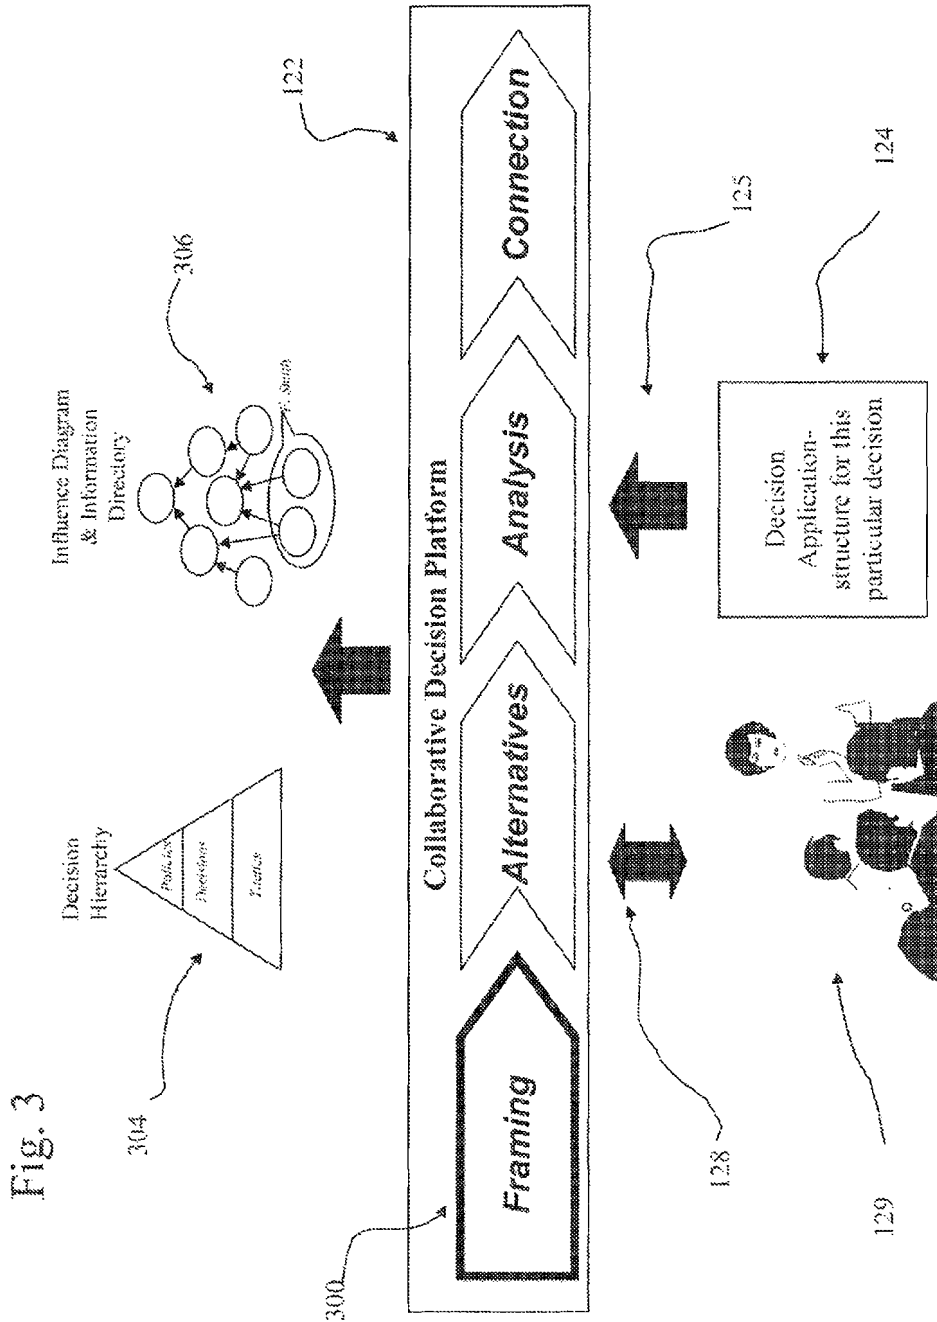 Fig. 3
Decision
Hierarchy
Policies
Decisions
Tactics
304
Influence Diagram
& Information
Directory
Smith
306
122
Collaborative Decision Platform
Framing
Alternatives
Analysis
Connection
300
128
129
125
124
Decision
Application-
structure for this
particular decision